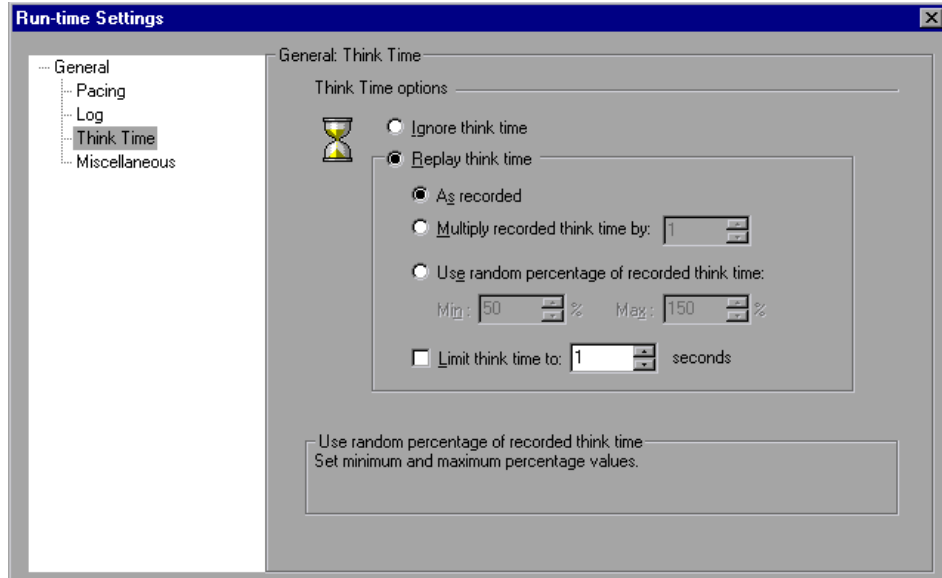 Run-time Settings
General
Pacing
Log
Think Time
Miscellaneous
General: Think Time
Think Time options
Ignore think time
Replay think time
As recorded
Multiply recorded think time by: 1
Use random percentage of recorded think time:
Min: 50 % Max: 150 %
Limit think time to: 1 seconds
Use random percentage of recorded think time
Set minimum and maximum percentage values.